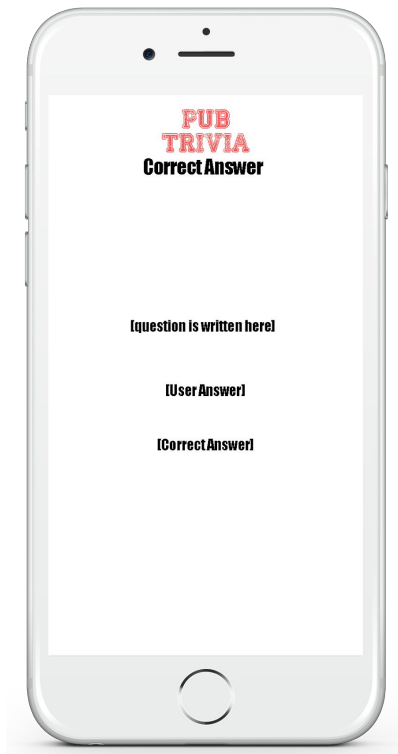 PUB
TRIVIA
Correct Answer
[question is written here]
[User Answer]
[Correct Answer]